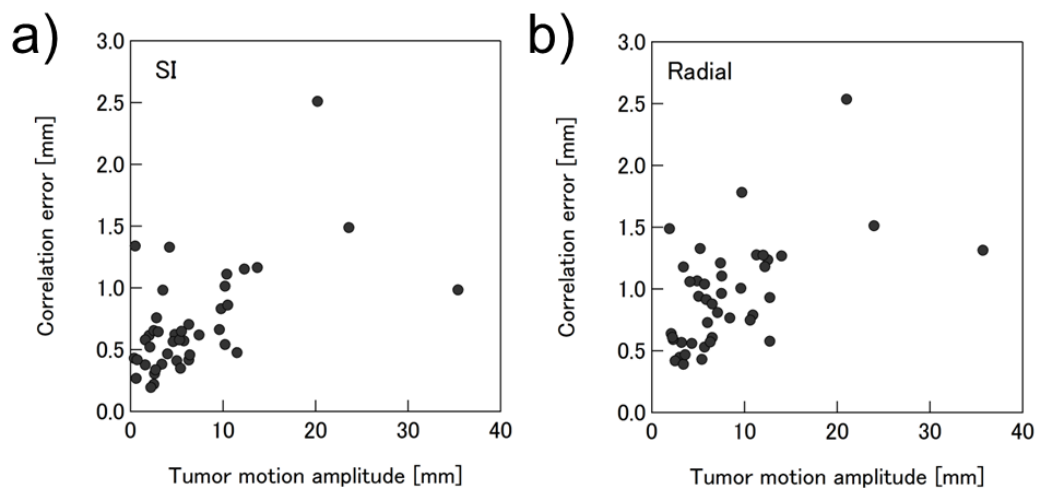 a)
SI
3.0
2.5
2.0
1.5
1.0
0.5
0.0
0 10 20 30 40
Correlation error [mm]
Tumor motion amplitude [mm]
b)
Radial
3.0
2.5
2.0
1.5
1.0
0.5
0.0
0 10 20 30 40
Correlation error [mm]
Tumor motion amplitude [mm]